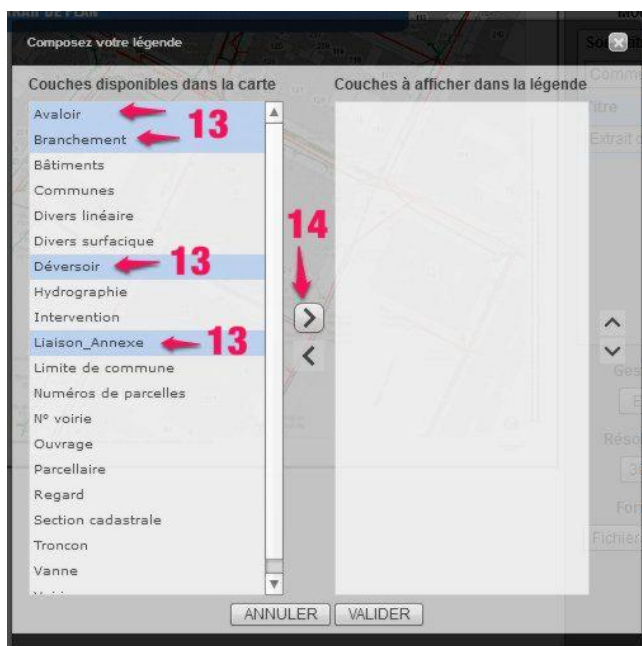 Composez votre légende
Couches disponibles dans la carte
Couches à afficher dans la légende
Avaloir
13
Branchement
Bâtiments
Communes
Divers linéaire
Divers surfacique
14
Déversoir
13
Hydrographie
Intervention
Liaison_Annexe
13
Limite de commune
Numéros de parcelles
N° voirie
Ouvrage
Parcellaire
Regard
Section cadastrale
Troncon
Vanne
ANNULER
VALIDER
Extrait
Fichier